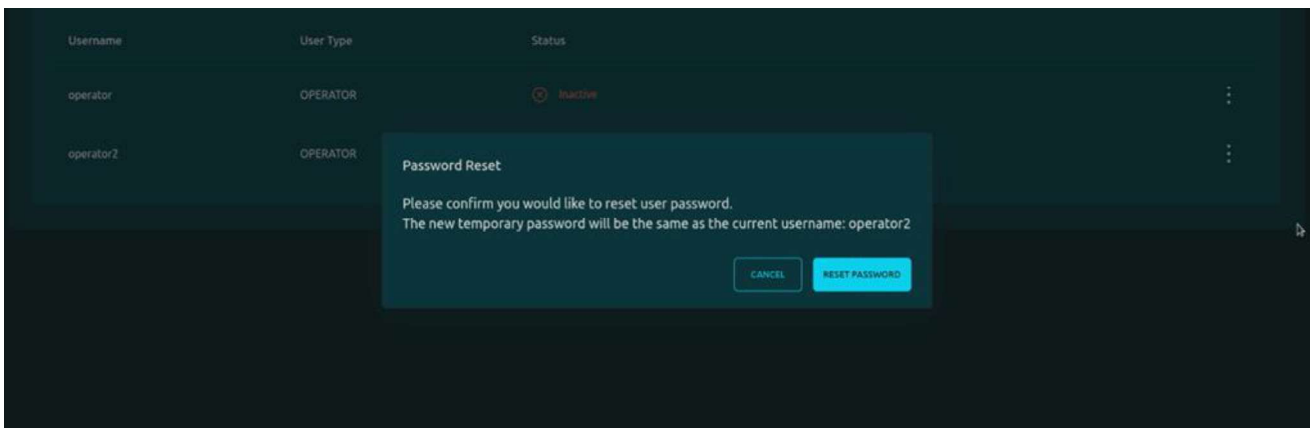 Username User Type Status
operator OPERATOR Inactive
operator2 OPERATOR
Password Reset
Please confirm you would like to reset user password.
The new temporary password will be the same as the current username: operator2
CANCEL RESET PASSWORD